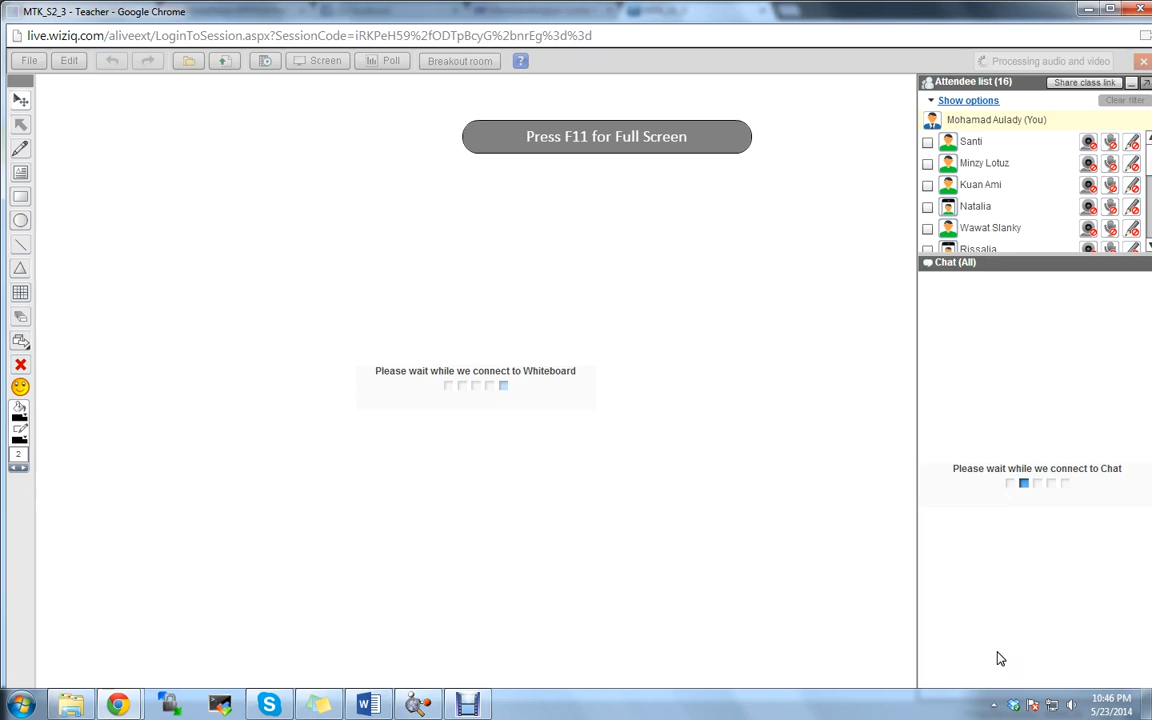 MTK_S2_3 - Teacher - Google Chrome
live.wiziq.com/aliveext/LoginToSession.aspx?SessionCode=iRKPeH59%2fODTpBcyG%2bnrEg%3d%3d
File Edit Screen Poll Breakout room ? Processing audio and video
Attendee list (16) Share class link
Show options Clear filter
Mohamad Aulady (You)
Press F11 for Full Screen
Santi
Minzy Lotuz
Kuan Ami
Natalia
Wawat Slanky
Rissalia
Chat (All)
Please wait while we connect to Whiteboard
2
Please wait while we connect to Chat
10:46 PM
5/23/2014